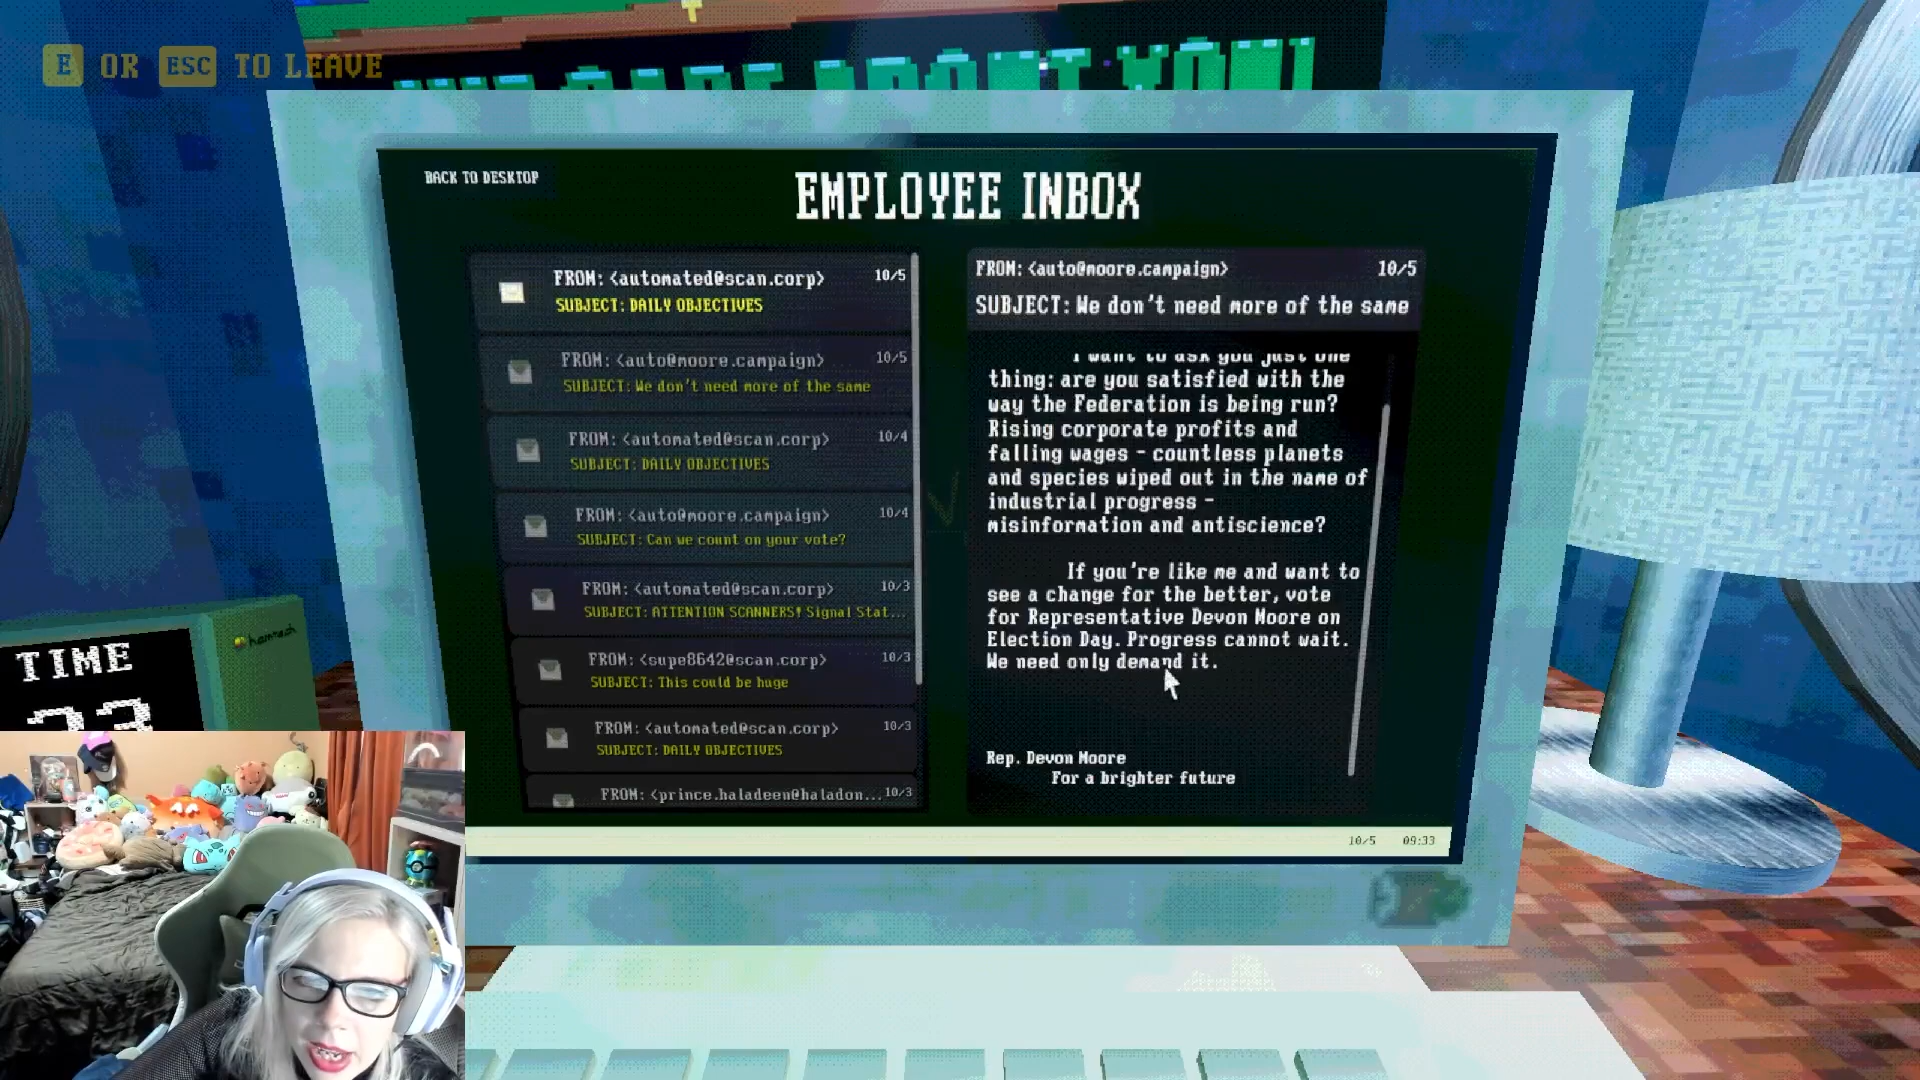 E OR ESC TO LEAVE
BACK TO DESKTOP
EMPLOYEE INBOX
FROM: <automated@scan.corp> 10/5
SUBJECT: DAILY OBJECTIVES
FROM: <auto@moore.campaign> 10/5
SUBJECT: We don't need more of the same
FROM: <automated@scan.corp> 10/4
SUBJECT: DAILY OBJECTIVES
FROM: <auto@moore.campaign> 10/4
SUBJECT: Can we count on your vote?
FROM: <automated@scan.corp> 10/3
SUBJECT: ATTENTION SCANNERS! Signal Stat...
FROM: <supe8642@scan.corp> 10/3
SUBJECT: This could be huge
FROM: <automated@scan.corp> 10/3
SUBJECT: DAILY OBJECTIVES
FROM: <prince.haladeen@haladon... 10/3
FROM: <auto@moore.campaign> 10/5
SUBJECT: We don't need more of the same
I want to ask you just one
thing: are you satisfied with the
way the Federation is being run?
Rising corporate profits and
falling wages - countless planets
and species wiped out in the name of
industrial progress -
misinformation and antiscience?
If you're like me and want to
see a change for the better, vote
for Representative Devon Moore on
Election Day. Progress cannot wait.
We need only demand it.
Rep. Devon Moore
For a brighter future
10/5 09:33
hamtech
TIME